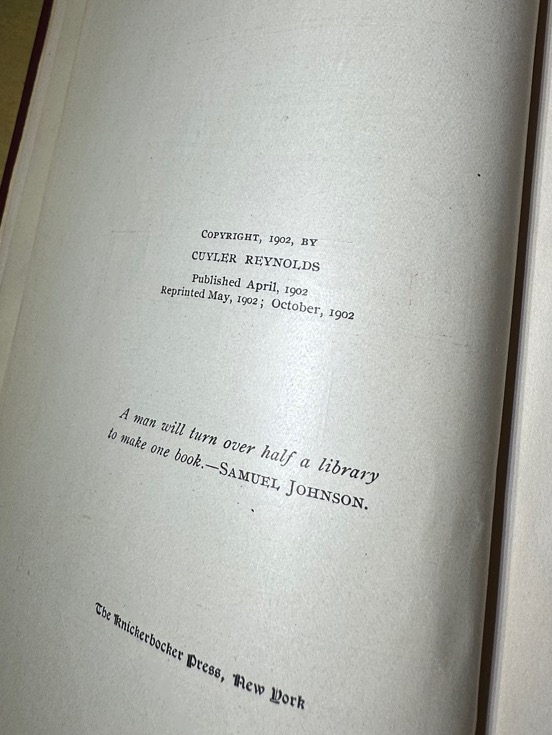 COPYRIGHT, 1902, BY
CUYLER REYNOLDS
Published April, 1902
Reprinted May, 1902; October, 1902
A man will turn over half a library
to make one book.—SAMUEL JOHNSON.
The Knickerbocker Press, New York